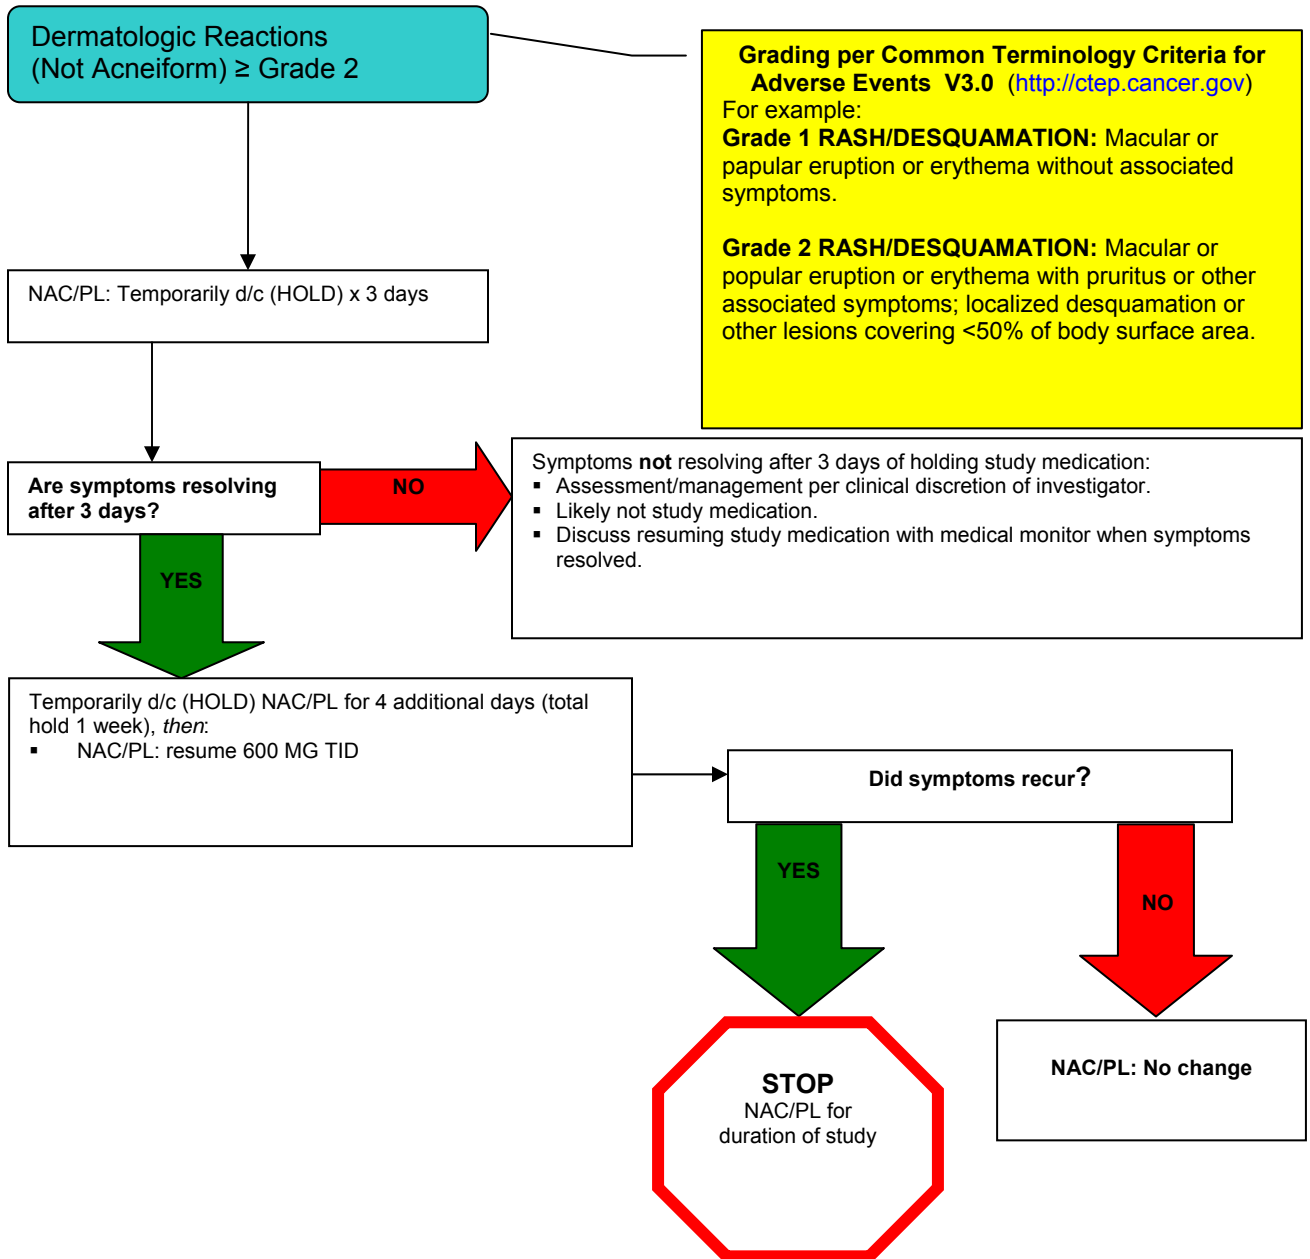 Dermatologic Reactions
(Not Acneiform) ≥ Grade 2
Grading per Common Terminology Criteria for
Adverse Events V3.0 (http://ctep.cancer.gov)
For example:
Grade 1 RASH/DESQUAMATION: Macular or
papular eruption or erythema without associated
symptoms.
Grade 2 RASH/DESQUAMATION: Macular or
popular eruption or erythema with pruritus or other
associated symptoms; localized desquamation or
other lesions covering <50% of body surface area.
NAC/PL: Temporarily d/c (HOLD) x 3 days
Are symptoms resolving
after 3 days?
NO
Symptoms not resolving after 3 days of holding study medication:
▪ Assessment/management per clinical discretion of investigator.
▪ Likely not study medication.
▪ Discuss resuming study medication with medical monitor when symptoms
resolved.
YES
Temporarily d/c (HOLD) NAC/PL for 4 additional days (total
hold 1 week), then:
▪ NAC/PL: resume 600 MG TID
Did symptoms recur?
YES
NO
STOP
NAC/PL for
duration of study
NAC/PL: No change